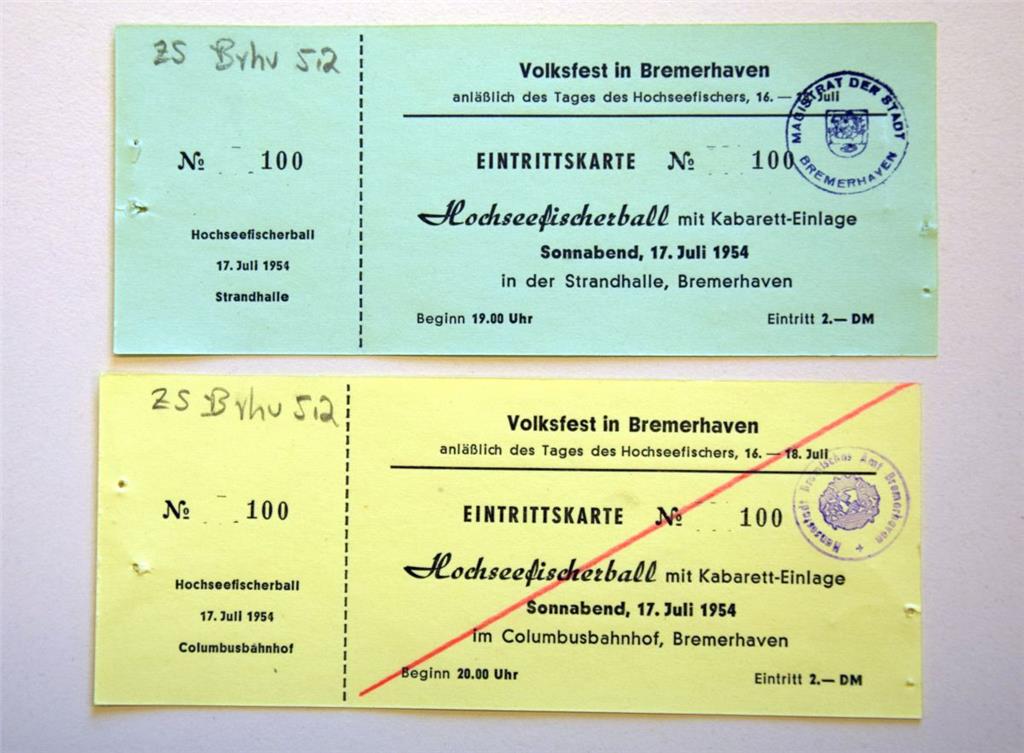 ZS Brhv 512
Volksfest in Bremerhaven
anläßlich des Tages des Hochseefischers, 16. — Juli
MAGISTRAT DER STADT
BREMERHAVEN
№ 100
EINTRITTSKARTE № 100
Hochseefischerball mit Kabarett-Einlage
Hochseefischerball
Sonnabend, 17. Juli 1954
17. Juli 1954
in der Strandhalle, Bremerhaven
Strandhalle
Beginn 19.00 Uhr Eintritt 2.— DM
ZS Brhv 512
Volksfest in Bremerhaven
anläßlich des Tages des Hochseefischers, 16. — 18. Juli
Hansestadt Bremisches Amt Bremerhaven
№ 100
EINTRITTSKARTE № 100
Hochseefischerball mit Kabarett-Einlage
Hochseefischerball
Sonnabend, 17. Juli 1954
17. Juli 1954
im Columbusbahnhof, Bremerhaven
Columbusbahnhof
Beginn 20.00 Uhr Eintritt 2.— DM